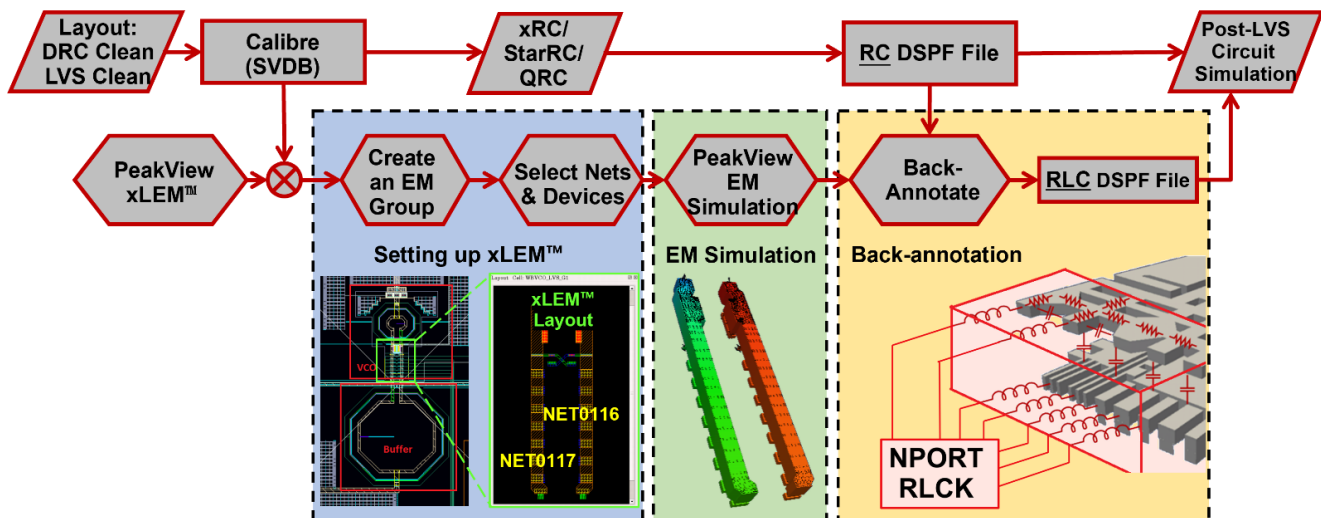 Layout:
DRC Clean
LVS Clean
Calibre
(SVDB)
xRC/
StarRC/
QRC
RC DSPF File
Post-LVS
Circuit
Simulation
PeakView
xLEM™
Create
an EM
Group
Select Nets
& Devices
PeakView
EM
Simulation
Back-
Annotate
RLC DSPF File
Setting up xLEM™
EM Simulation
Back-annotation
VCO
Buffer
xLEM™
Layout
NET0116
NET0117
NPORT
RLCK